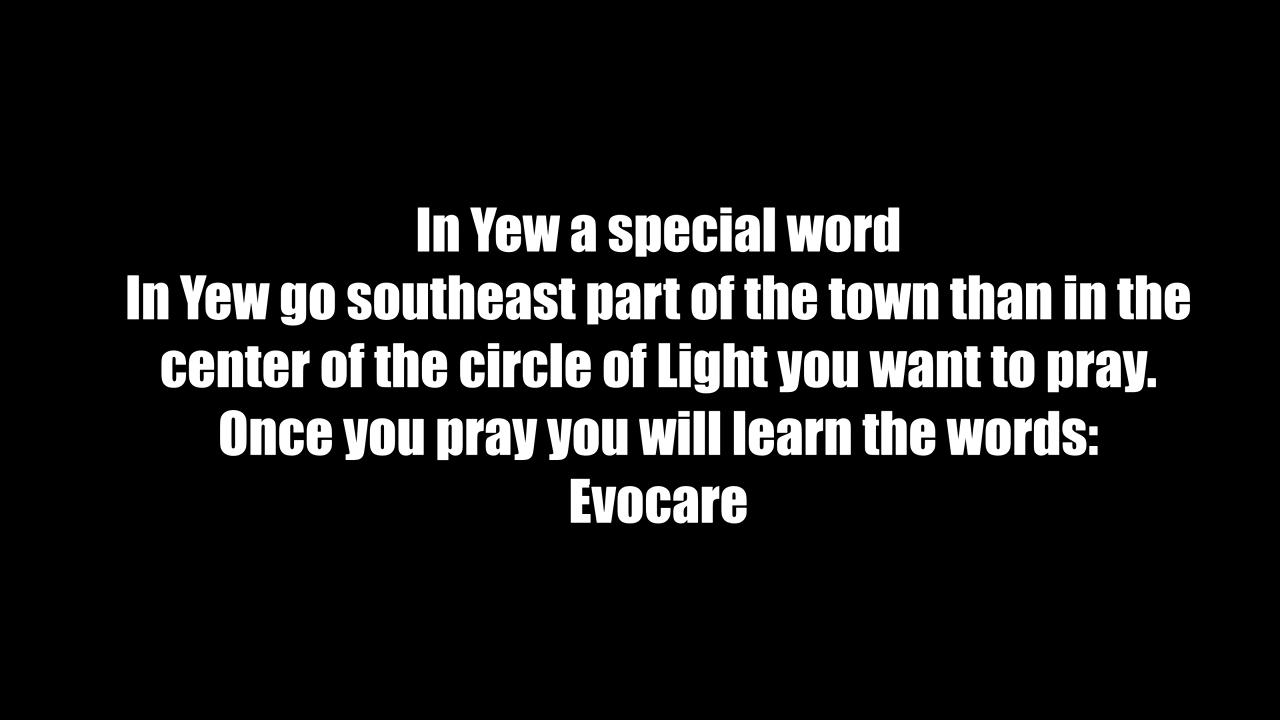 In Yew a special word
In Yew go southeast part of the town than in the
center of the circle of Light you want to pray.
Once you pray you will learn the words:
Evocare